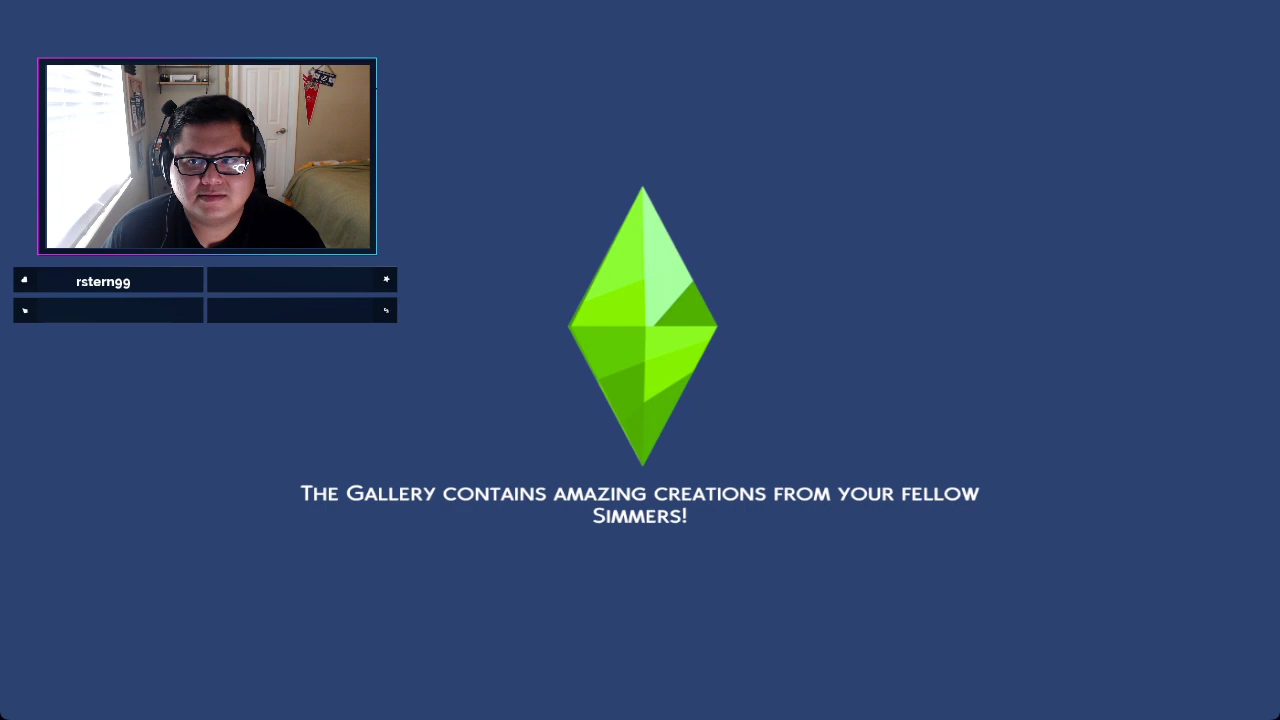 rstern99
The Gallery contains amazing creations from your fellow
Simmers!